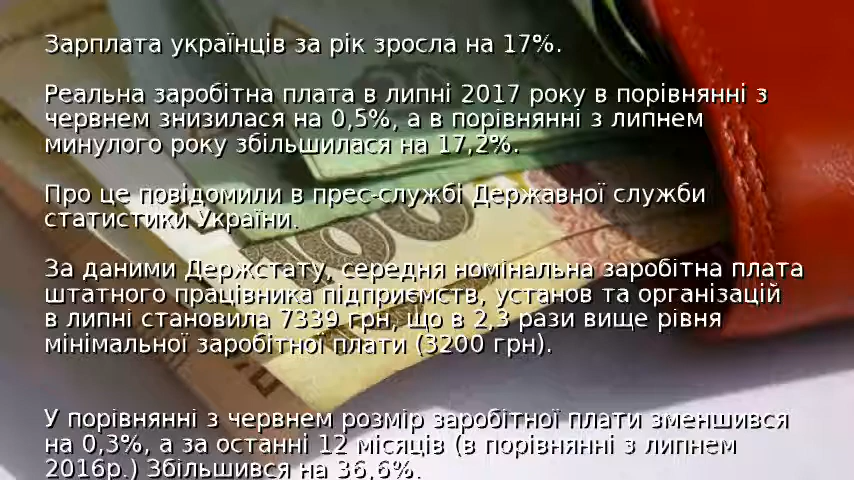 Зарплата українців за рік зросла на 17%.
Реальна заробітна плата в липні 2017 року в порівнянні з
червнем знизилася на 0,5%, а в порівнянні з липнем
минулого року збільшилася на 17,2%.
Про це повідомили в прес-службі Державної служби
статистики України.
За даними Держстату, середня номінальна заробітна плата
штатного працівника підприємств, установ та організацій
в липні становила 7339 грн, що в 2,3 рази вище рівня
мінімальної заробітної плати (3200 грн).
У порівнянні з червнем розмір заробітної плати зменшився
на 0,3%, а за останні 12 місяців (в порівнянні з липнем
2016р.) Збільшився на 36,6%.
100